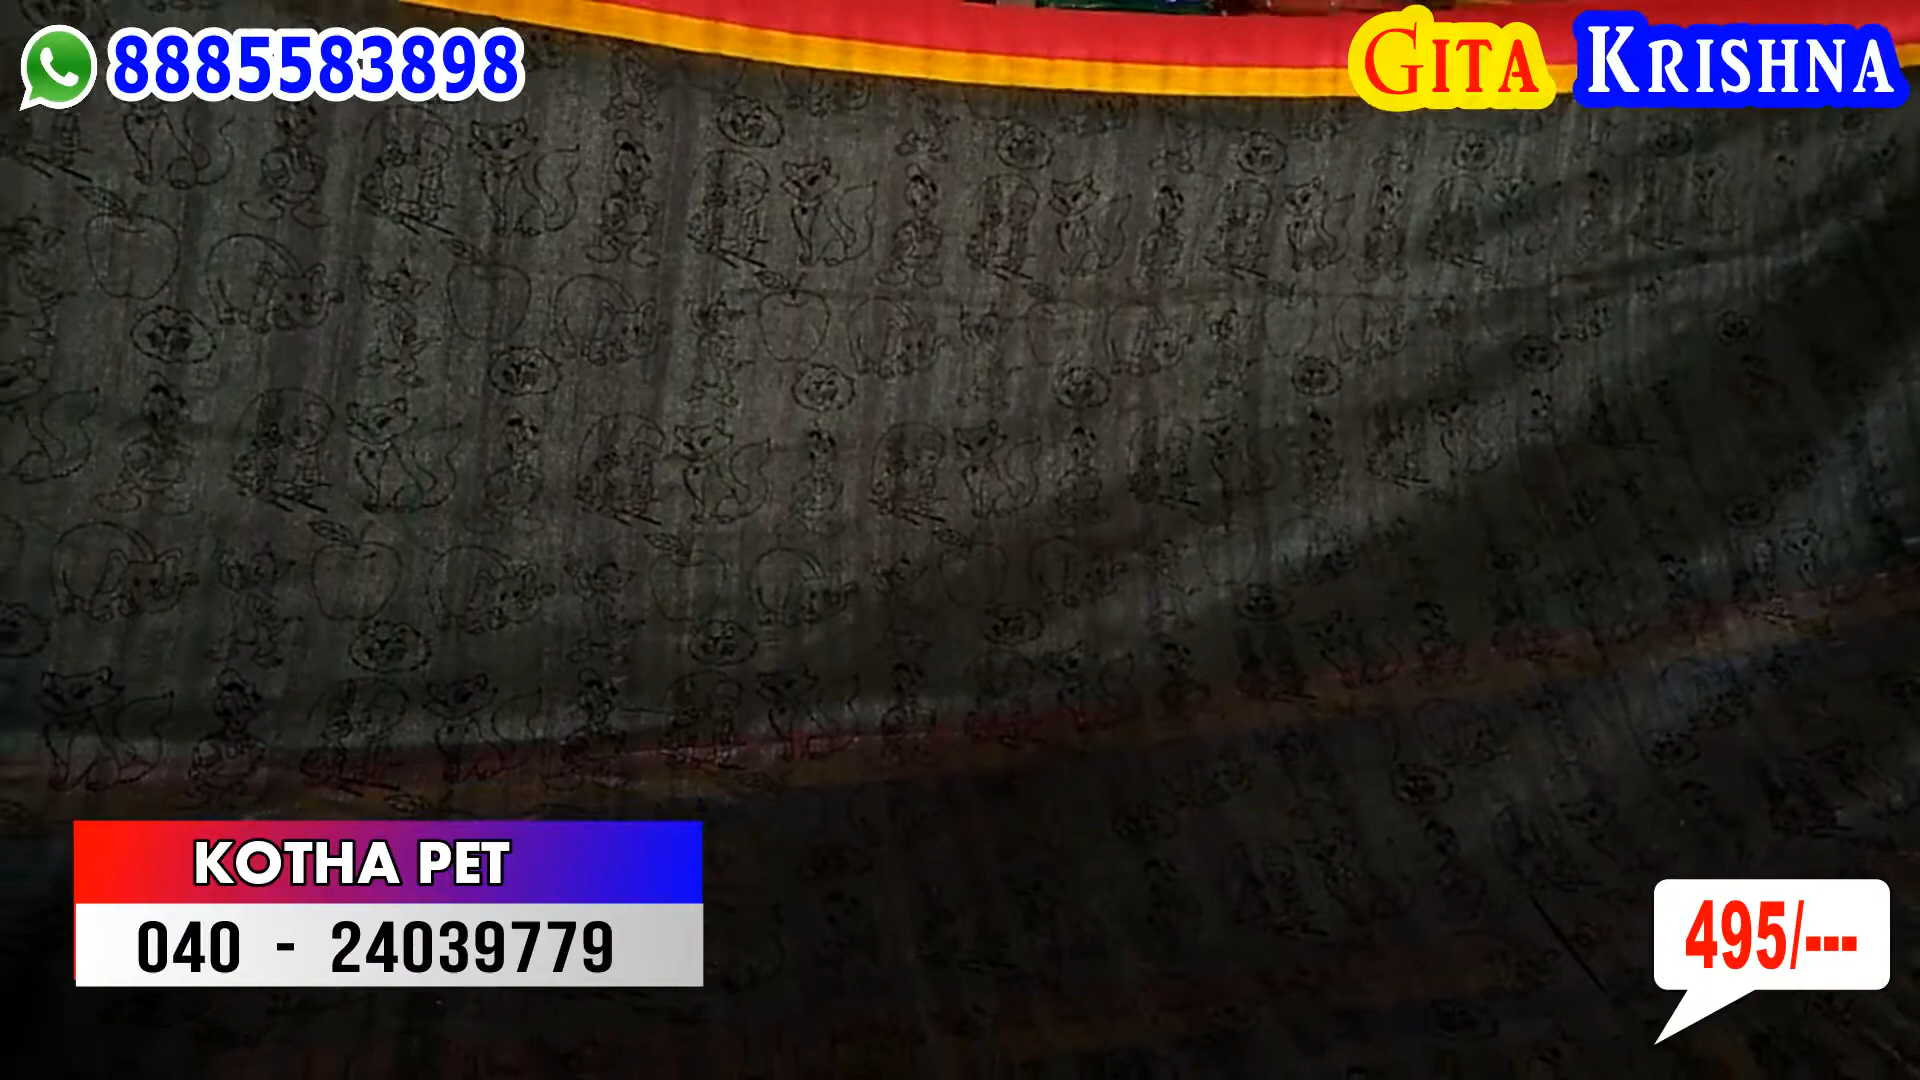 8885583898
GITA KRISHNA
KOTHA PET
040 - 24039779
495/---